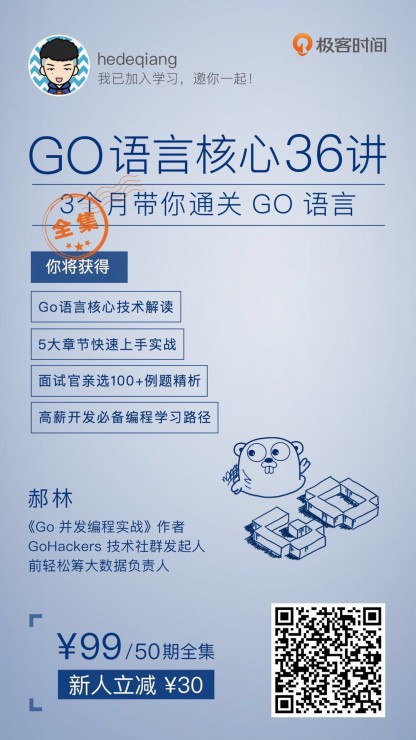 hedeqiang
极客时间
我已加入学习，邀你一起！
GO语言核心36讲
3个月带你通关 GO 语言
全集
你将获得
Go语言核心技术解读
5大章节快速上手实战
面试官亲选100+例题精析
高薪开发必备编程学习路径
郝林
《Go 并发编程实战》作者
GoHackers 技术社群发起人
前轻松筹大数据负责人
GO
¥99/50期全集
新人立减 ¥30